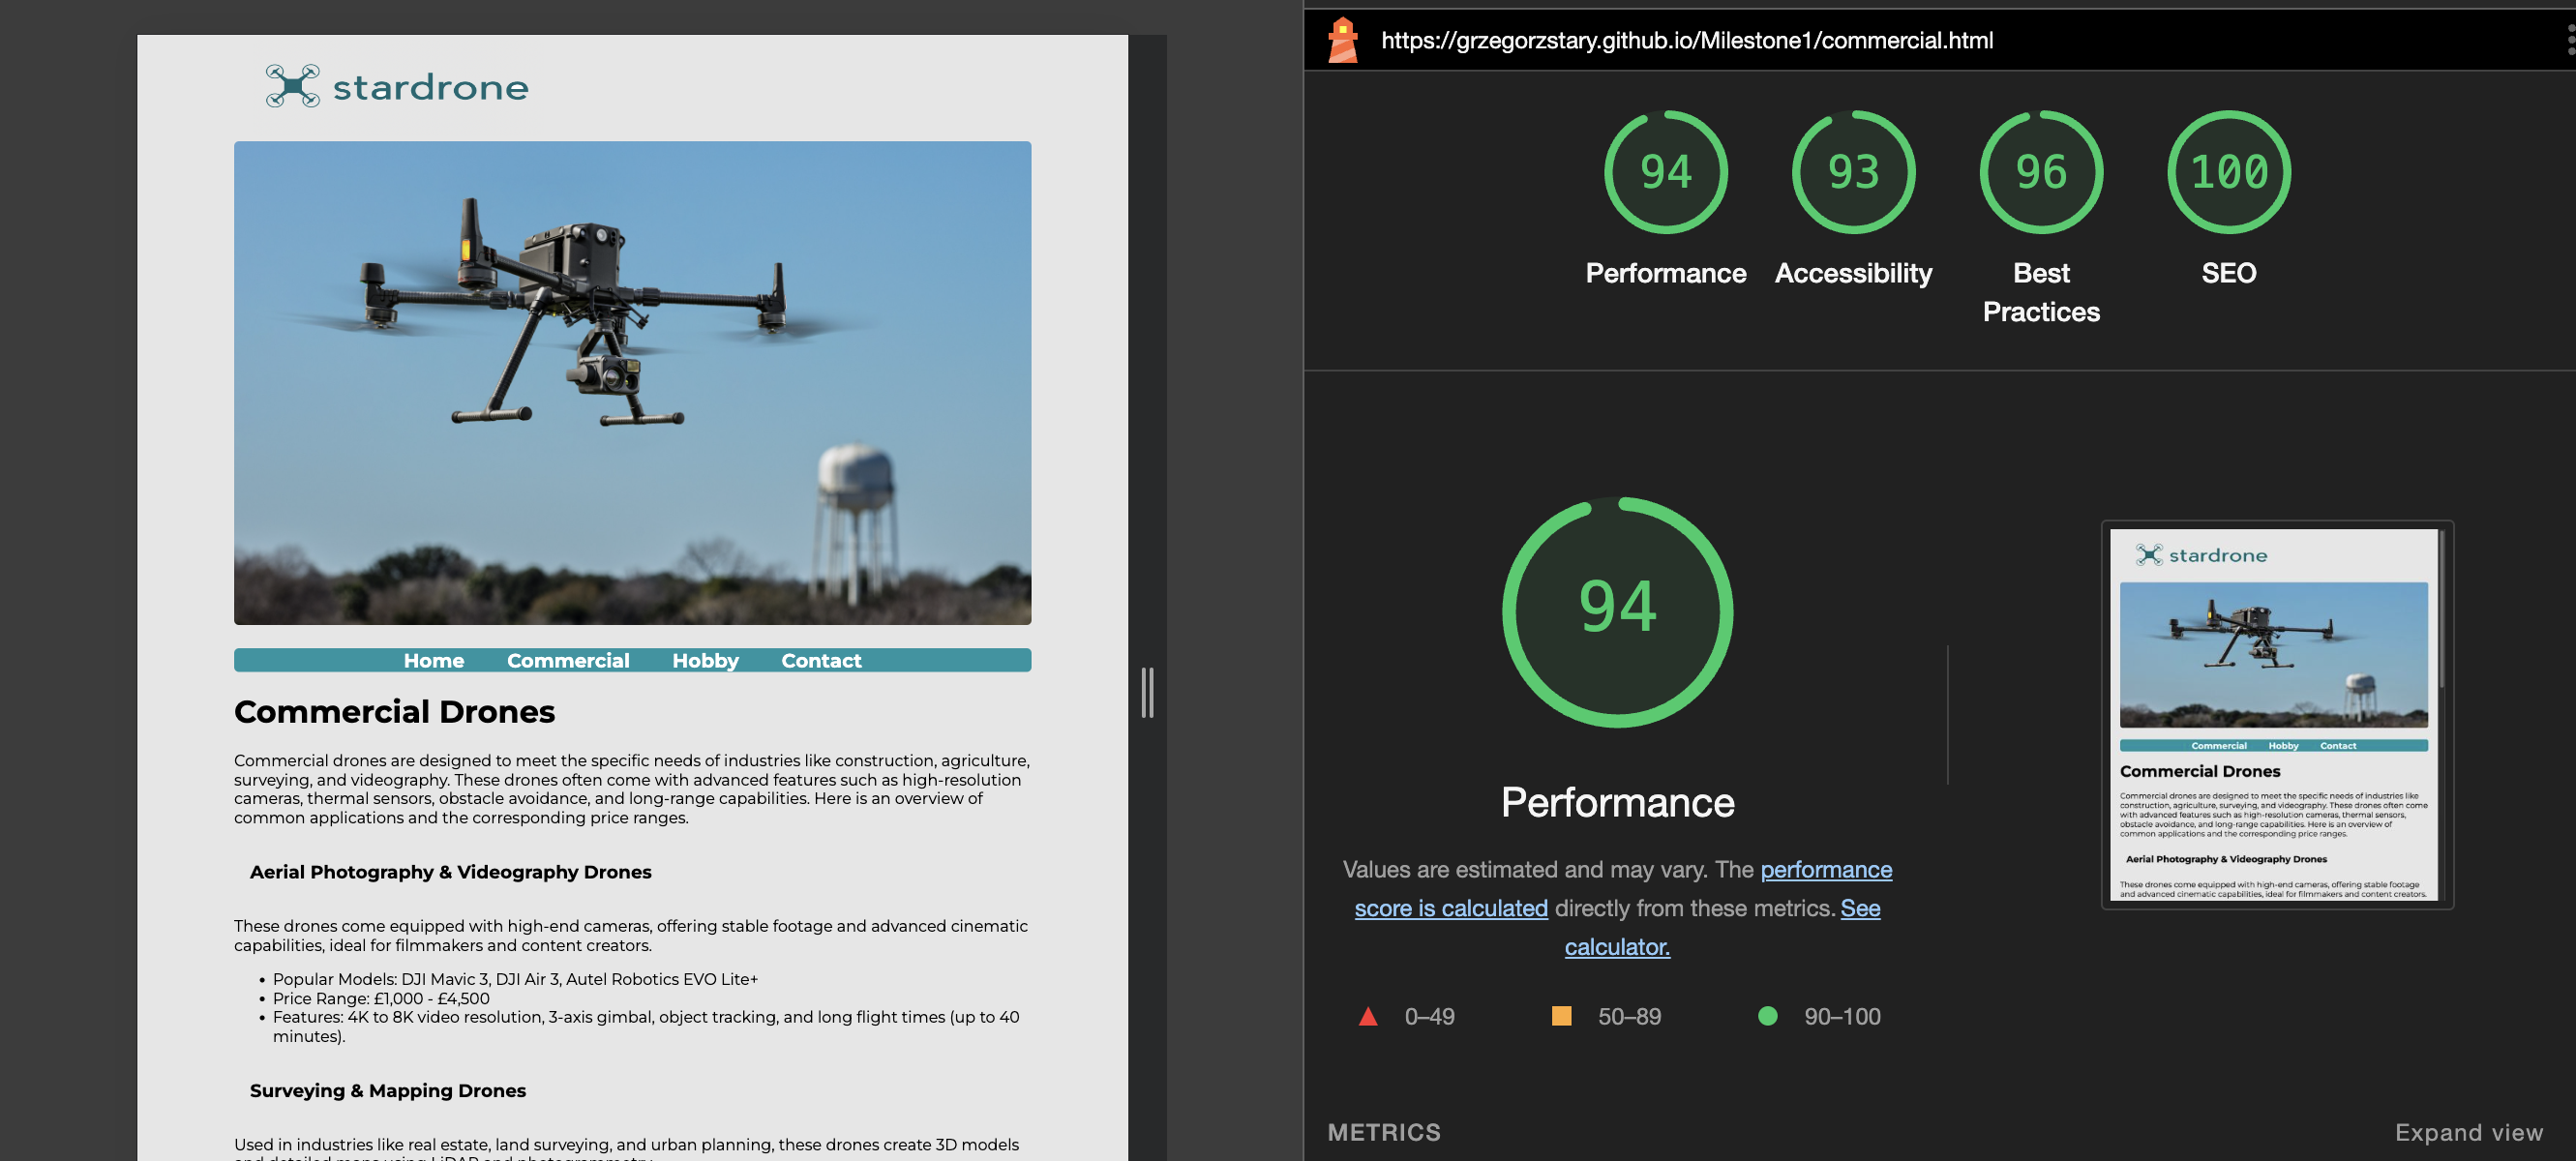 stardrone
Home Commercial Hobby Contact
Commercial Drones
Commercial drones are designed to meet the specific needs of industries like construction, agriculture,
surveying, and videography. These drones often come with advanced features such as high-resolution
cameras, thermal sensors, obstacle avoidance, and long-range capabilities. Here is an overview of
common applications and the corresponding price ranges.
Aerial Photography & Videography Drones
These drones come equipped with high-end cameras, offering stable footage and advanced cinematic
capabilities, ideal for filmmakers and content creators.
• Popular Models: DJI Mavic 3, DJI Air 3, Autel Robotics EVO Lite+
• Price Range: £1,000 - £4,500
• Features: 4K to 8K video resolution, 3-axis gimbal, object tracking, and long flight times (up to 40
minutes).
Surveying & Mapping Drones
Used in industries like real estate, land surveying, and urban planning, these drones create 3D models
https://grzegorzstary.github.io/Milestone1/commercial.html
94 93 96 100
Performance Accessibility Best SEO
Practices
94
Performance
Values are estimated and may vary. The performance
score is calculated directly from these metrics. See
calculator.
0–49 50–89 90–100
stardrone
Commercial Hobby Contact
Commercial Drones
Commercial drones are designed to meet the specific needs of industries like
construction, agriculture, surveying, and videography. These drones often come
with advanced features such as high-resolution cameras, thermal sensors,
obstacle avoidance, and long-range capabilities. Here is an overview of
common applications and the corresponding price ranges.
Aerial Photography & Videography Drones
These drones come equipped with high-end cameras, offering stable footage
and advanced cinematic capabilities, ideal for filmmakers and content creators.
METRICS Expand view